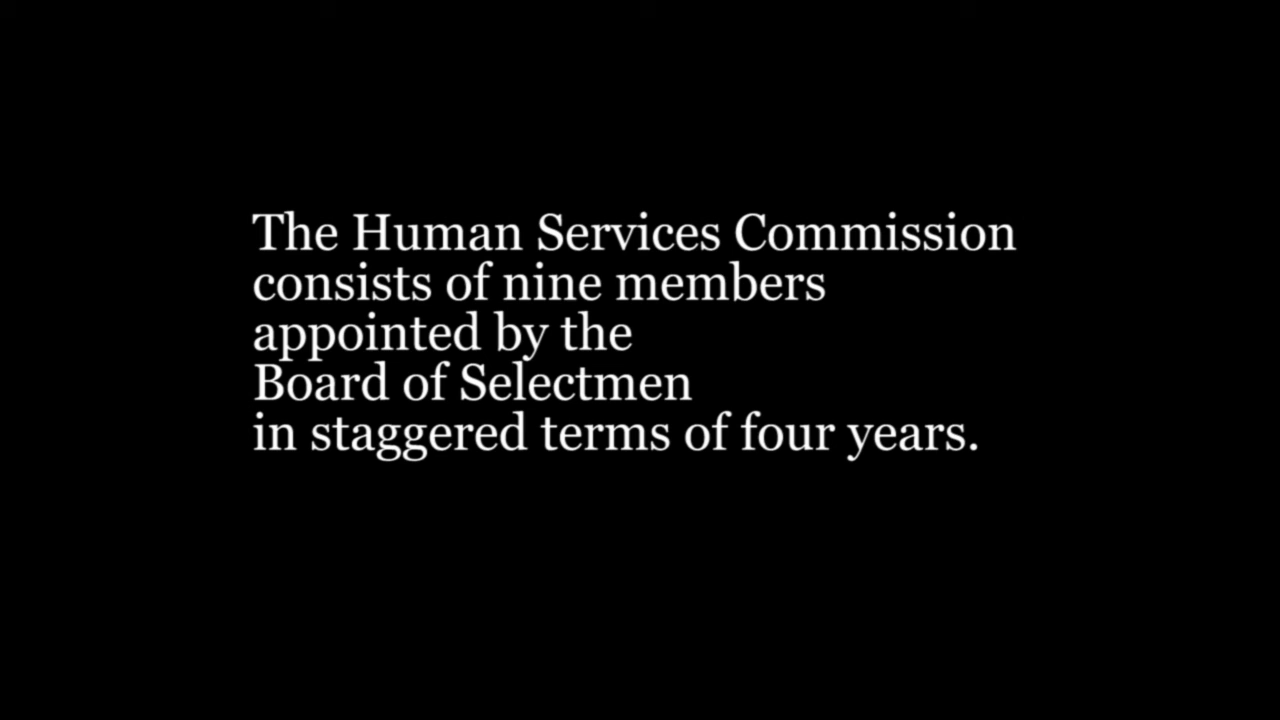 The Human Services Commission
consists of nine members
appointed by the
Board of Selectmen
in staggered terms of four years.